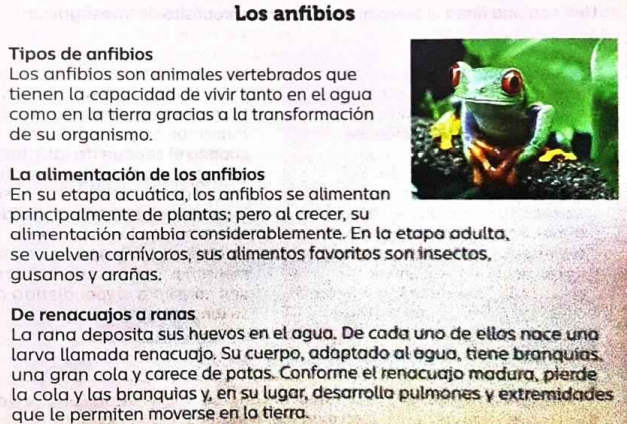 Los anfibios
Tipos de anfibios
Los anfibios son animales vertebrados que
tienen la capacidad de vivir tanto en el agua
como en la tierra gracias a la transformación
de su organismo.
La alimentación de los anfibios
En su etapa acuática, los anfibios se alimentan
principalmente de plantas; pero al crecer, su
alimentación cambia considerablemente. En la etapa adulta,
se vuelven carnívoros, sus alimentos favoritos son insectos,
gusanos y arañas.
De renacuajos a ranas
La rana deposita sus huevos en el agua. De cada uno de ellos nace una
larva llamada renacuajo. Su cuerpo, adaptado al agua, tiene branquias,
una gran cola y carece de patas. Conforme el renacuajo madura, pierde
la cola y las branquias y, en su lugar, desarrolla pulmones y extremidades
que le permiten moverse en la tierra.